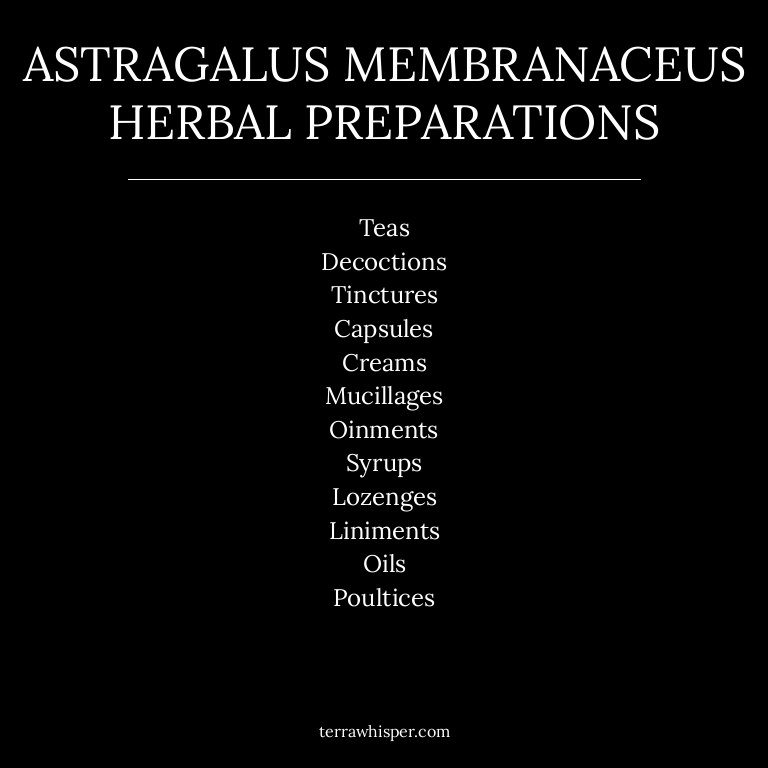 ASTRAGALUS MEMBRANACEUS
HERBAL PREPARATIONS
Teas
Decoctions
Tinctures
Capsules
Creams
Mucillages
Oinments
Syrups
Lozenges
Liniments
Oils
Poultices
terrawhisper.com